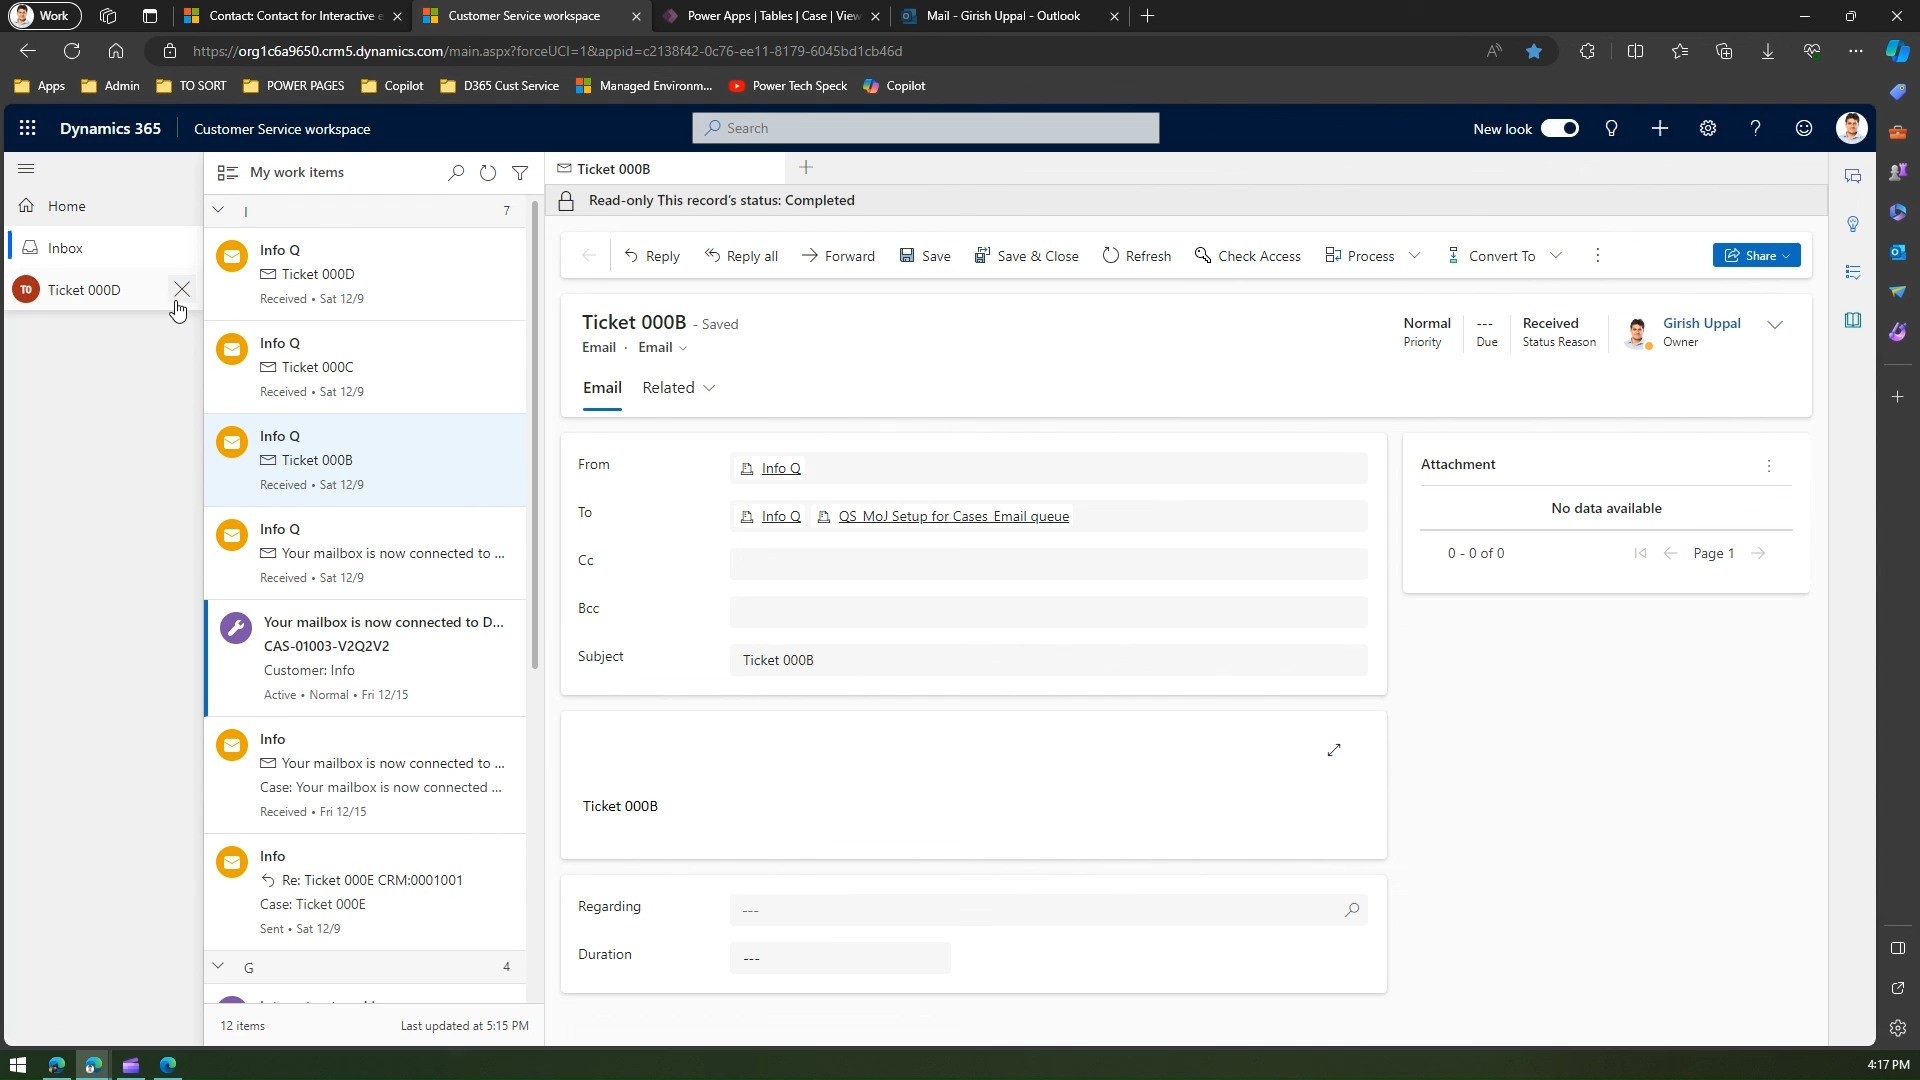 Work
Contact: Contact for Interactive e
Customer Service workspace
Power Apps | Tables | Case | View
Mail - Girish Uppal - Outlook
https://org1c6a9650.crm5.dynamics.com/main.aspx?forceUCI=1&appid=c2138f42-0c76-ee11-8179-6045bd1cb46d
Apps
Admin
TO SORT
POWER PAGES
Copilot
D365 Cust Service
Managed Environm...
Power Tech Speck
Copilot
Dynamics 365
Customer Service workspace
Search
New look
Home
Inbox
TO
Ticket 000D
My work items
I
7
Info Q
Ticket 000D
Received • Sat 12/9
Info Q
Ticket 000C
Received • Sat 12/9
Info Q
Ticket 000B
Received • Sat 12/9
Info Q
Your mailbox is now connected to ...
Received • Sat 12/9
Your mailbox is now connected to D...
CAS-01003-V2Q2V2
Customer: Info
Active • Normal • Fri 12/15
Info
Your mailbox is now connected to ...
Case: Your mailbox is now connected ...
Received • Fri 12/15
Info
Re: Ticket 000E CRM:0001001
Case: Ticket 000E
Sent • Sat 12/9
G
4
12 items
Last updated at 5:15 PM
Ticket 000B
Read-only This record's status: Completed
Reply
Reply all
Forward
Save
Save & Close
Refresh
Check Access
Process
Convert To
Share
Ticket 000B - Saved
Email · Email
Normal
Priority
---
Due
Received
Status Reason
Girish Uppal
Owner
Email
Related
From
Info Q
To
Info Q
QS_MoJ Setup for Cases_Email queue
Cc
Bcc
Subject
Ticket 000B
Ticket 000B
Regarding
---
Duration
---
Attachment
No data available
0 - 0 of 0
Page 1
4:17 PM